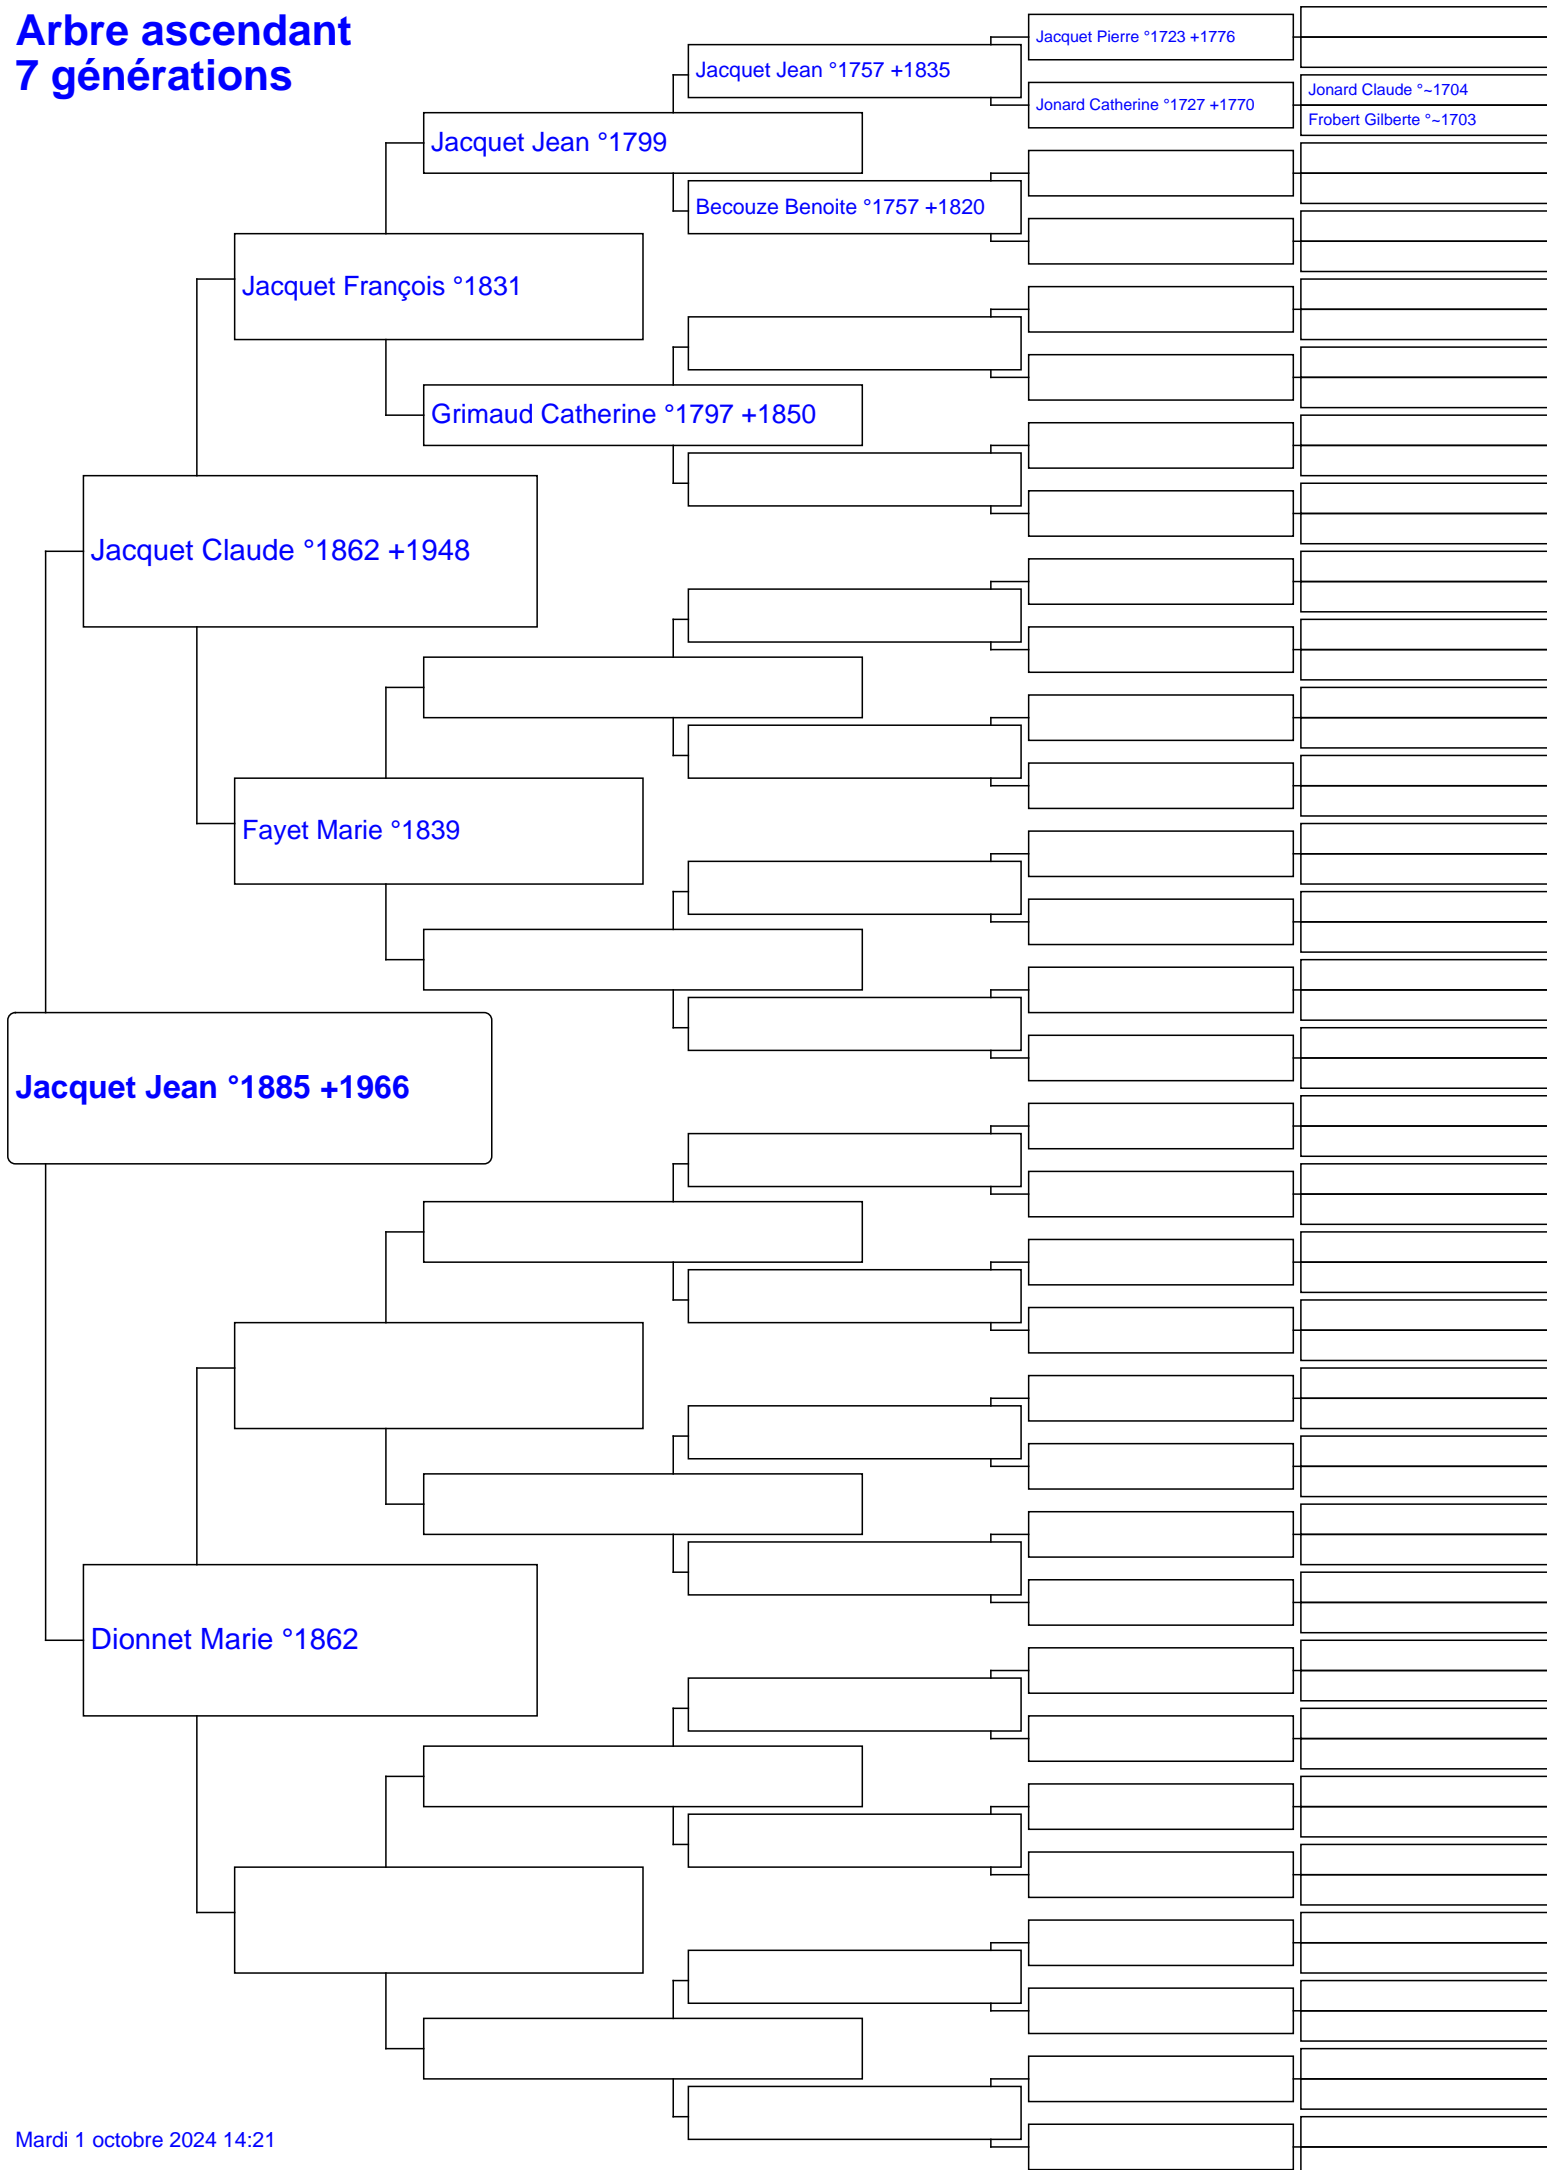 Arbre ascendant
7 générations
Jacquet Pierre °1723 +1776
Jacquet Jean °1757 +1835
Jonard Claude °~1704
Jonard Catherine °1727 +1770
Frobert Gilberte °~1703
Jacquet Jean °1799
Becouze Benoite °1757 +1820
Jacquet François °1831
Grimaud Catherine °1797 +1850
Jacquet Claude °1862 +1948
Fayet Marie °1839
Jacquet Jean °1885 +1966
Dionnet Marie °1862
Mardi 1 octobre 2024 14:21